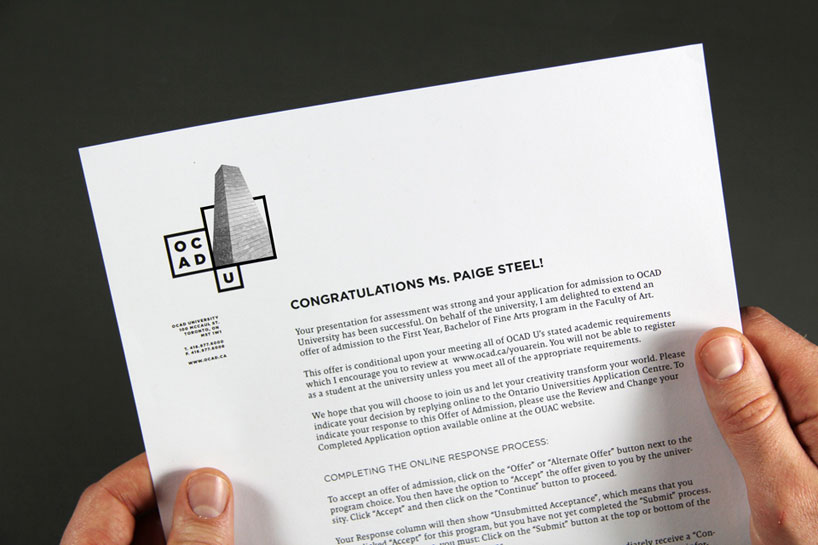 OC
AD
U
OCAD UNIVERSITY
100 MCCAUL ST.
TORONTO, ON
M5T 1W1
T. 416.977.6000
F. 416.977.6000
WWW.OCAD.CA
CONGRATULATIONS Ms. PAIGE STEEL!
Your presentation for assessment was strong and your application for admission to OCAD
University has been successful. On behalf of the university, I am delighted to extend an
offer of admission to the First Year, Bachelor of Fine Arts program in the Faculty of Art.
This offer is conditional upon your meeting all of OCAD U's stated academic requirements
which I encourage you to review at www.ocad.ca/youarein. You will not be able to register
as a student at the university unless you meet all of the appropriate requirements.
We hope that you will choose to join us and let your creativity transform your world. Please
indicate your decision by replying online to the Ontario Universities Application Centre. To
indicate your response to this Offer of Admission, please use the Review and Change your
Completed Application option available online at the OUAC website.
COMPLETING THE ONLINE RESPONSE PROCESS:
To accept an offer of admission, click on the "Offer" or "Alternate Offer" button next to the
program choice. You then have the option to "Accept" the offer given to you by the univer-
sity. Click "Accept" and then click on the "Continue" button to proceed.
Your Response column will then show "Unsubmitted Acceptance", which means that you
"Accept" for this program, but you have not yet completed the "Submit" process.
you must: Click on the "Submit" button at the top or bottom of the
receive a "Con-